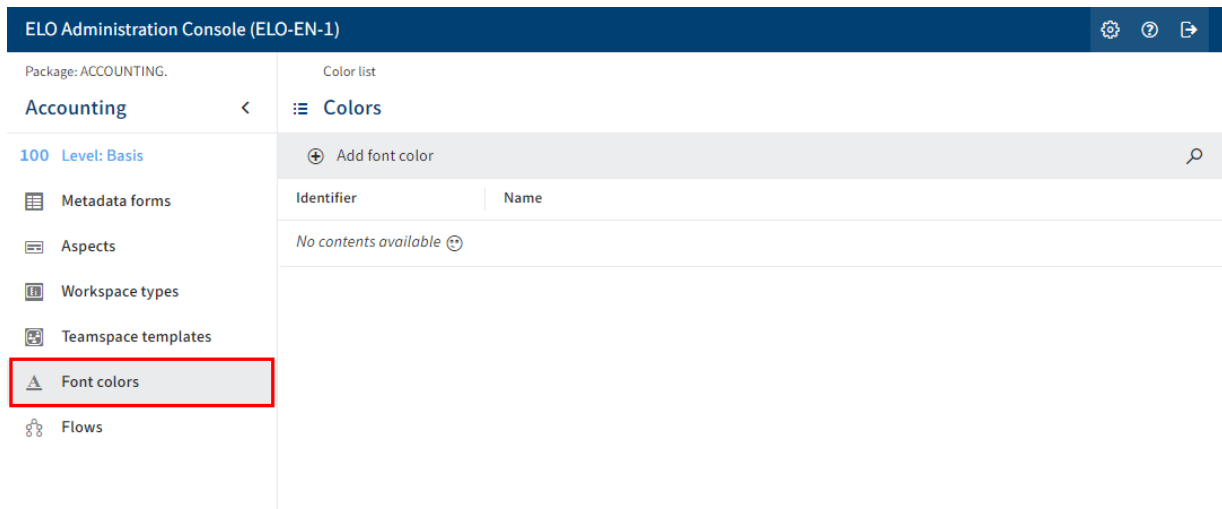 ELO Administration Console (ELO-EN-1)
Package: ACCOUNTING.
Accounting
100 Level: Basis
Metadata forms
Aspects
Workspace types
Teamspace templates
Font colors
Flows
Color list
Colors
Add font color
Identifier Name
No contents available